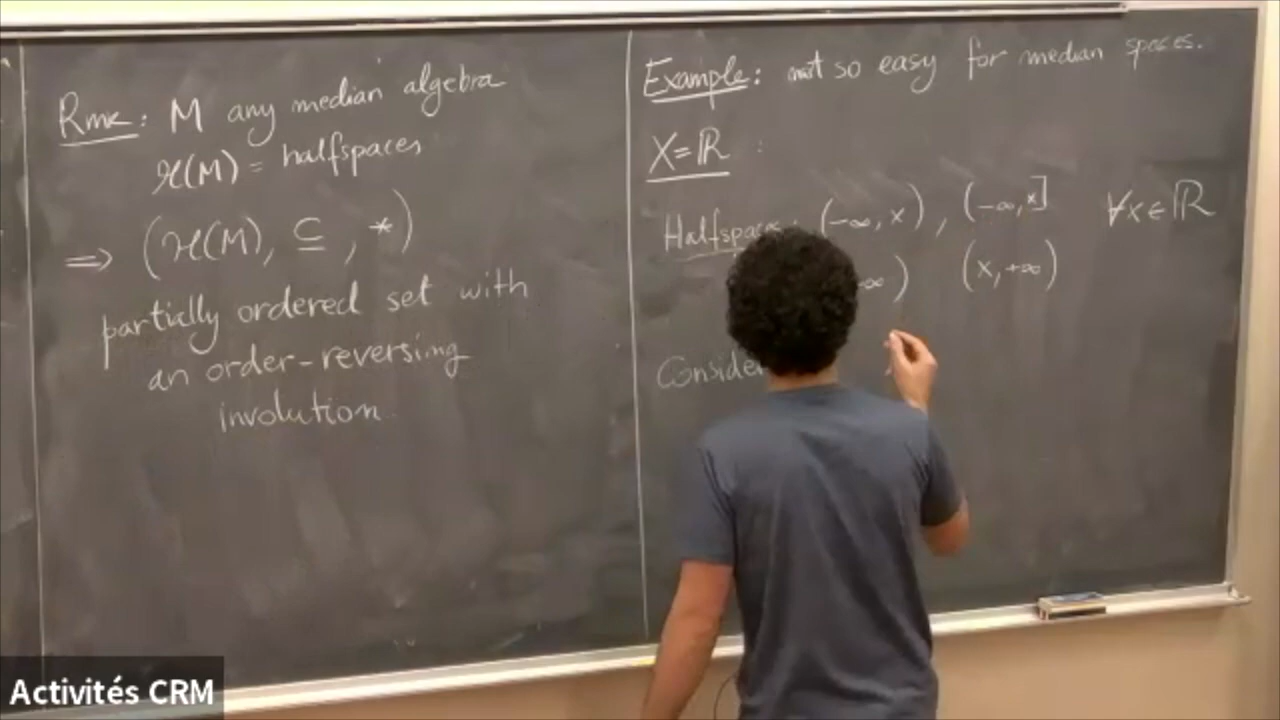 Rmk: M any median algebra
ℋ(M) = halfspaces
⇒ (ℋ(M), ⊆, *)
partially ordered set with
an order-reversing
involution
Example: not so easy for median spaces.
X=ℝ :
Halfspaces: (-∞, x), (-∞, x] ∀x∈ℝ
∞) (x, +∞)
Activités CRM